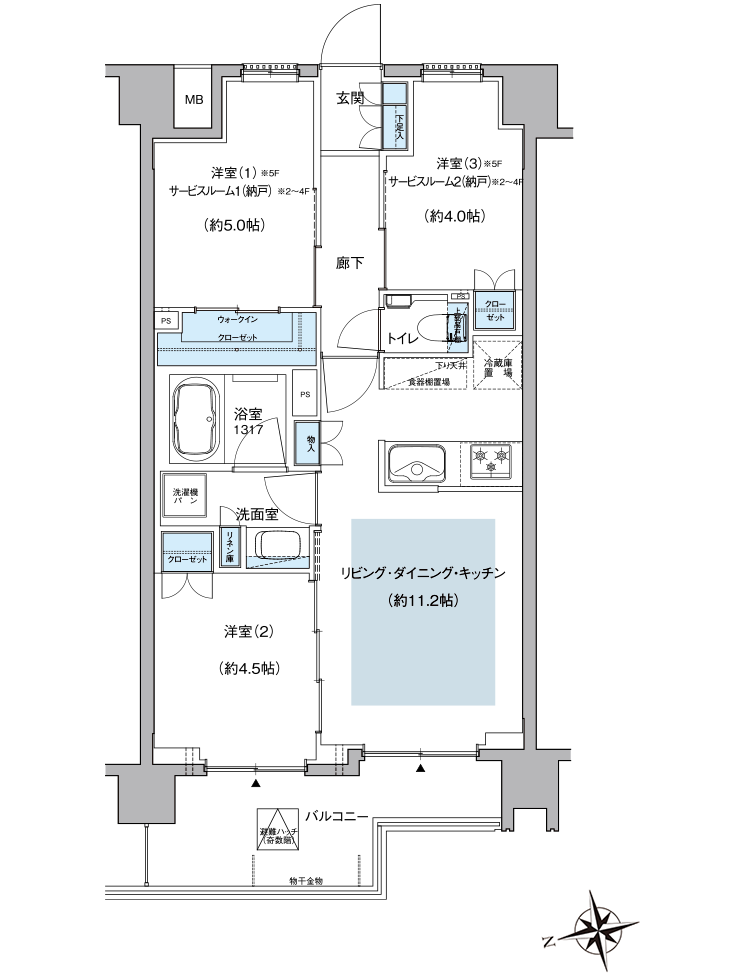 MB
玄関
下足入
洋室(1) ※5F
サービスルーム1(納戸) ※2~4F
(約5.0帖)
洋室(3)※5F
サービスルーム2(納戸)※2~4F
(約4.0帖)
廊下
PS
ウォークイン
クローゼット
PS
トイレ
クロー
ゼット
下り天井
食器棚置場
冷蔵庫
置場
浴室
1317
PS
物入
洗濯機
パン
洗面室
リネン庫
クローゼット
リビング・ダイニング・キッチン
(約11.2帖)
洋室(2)
(約4.5帖)
バルコニー
避難ハッチ
(奇数階)
物干金物
N